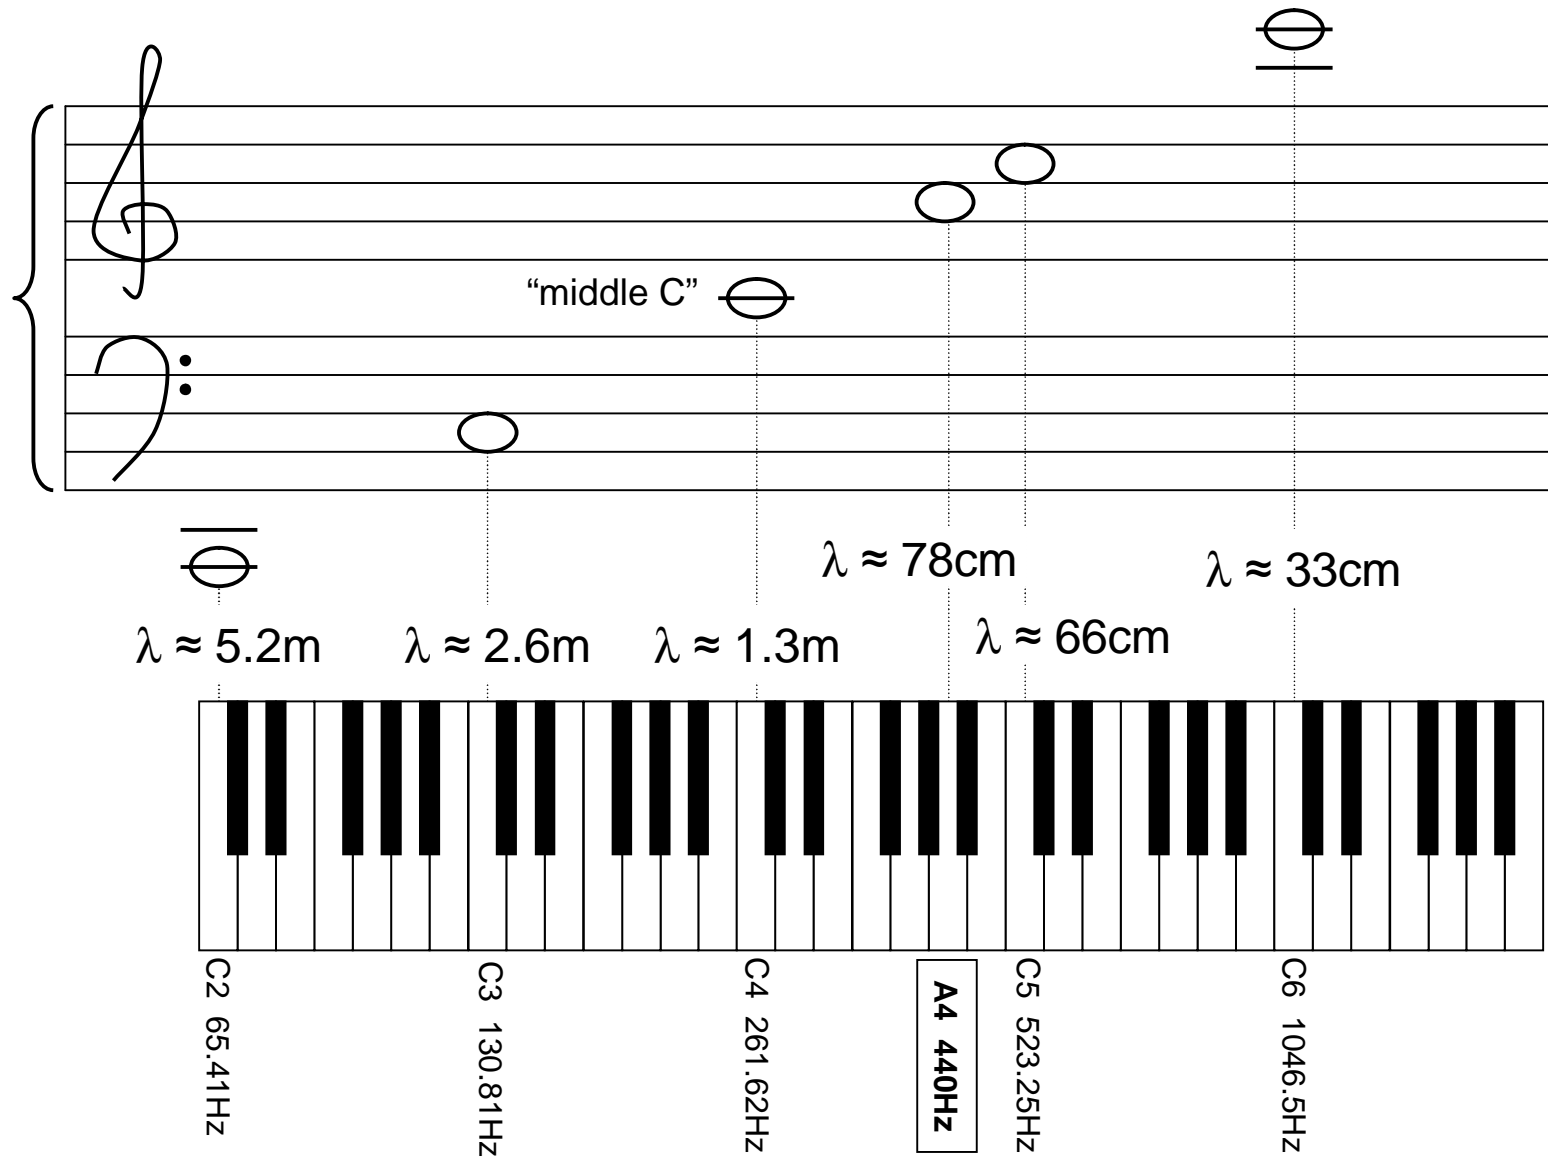 “middle C”
λ ≈ 78cm
λ ≈ 33cm
λ ≈ 5.2m
λ ≈ 2.6m
λ ≈ 1.3m
λ ≈ 66cm
C2 65.41Hz
C3 130.81Hz
C4 261.62Hz
A4 440Hz
C5 523.25Hz
C6 1046.5Hz